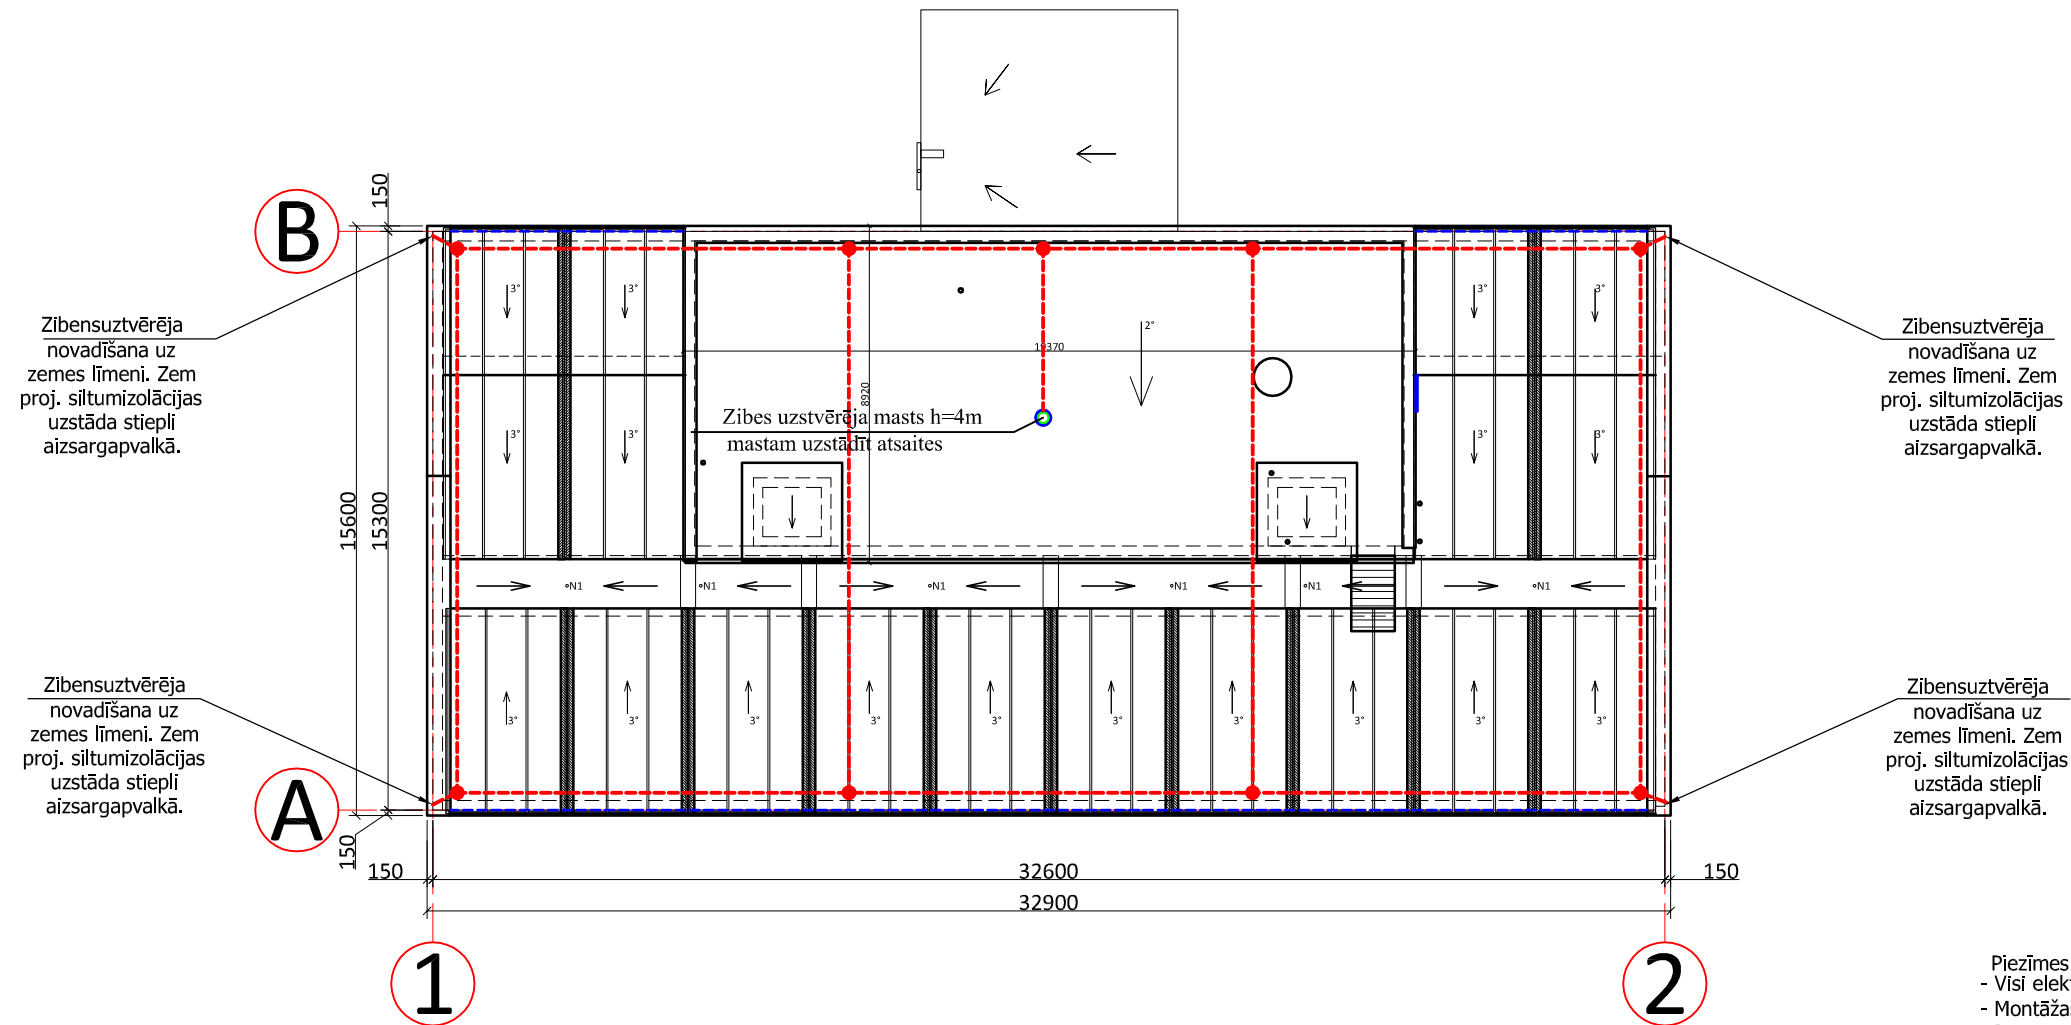 B
150
3°
3°
3°
3°
2°
19370
8920
Zibensuztvērēja
novadīšana uz
zemes līmeni. Zem
proj. siltumizolācijas
uzstāda stiepli
aizsargapvalkā.
Zibensuztvērēja
novadīšana uz
zemes līmeni. Zem
proj. siltumizolācijas
uzstāda stiepli
aizsargapvalkā.
Zibes uzstvērēja masts h=4m
mastam uzstādīt atsaites
3°
3°
3°
3°
15600
15300
N1
N1
N1
N1
N1
N1
Zibensuztvērēja
novadīšana uz
zemes līmeni. Zem
proj. siltumizolācijas
uzstāda stiepli
aizsargapvalkā.
Zibensuztvērēja
novadīšana uz
zemes līmeni. Zem
proj. siltumizolācijas
uzstāda stiepli
aizsargapvalkā.
3°
3°
3°
3°
3°
3°
3°
3°
3°
3°
A
150
150
32600
150
32900
1
2
Piezīmes
- Visi elek
- Montāža